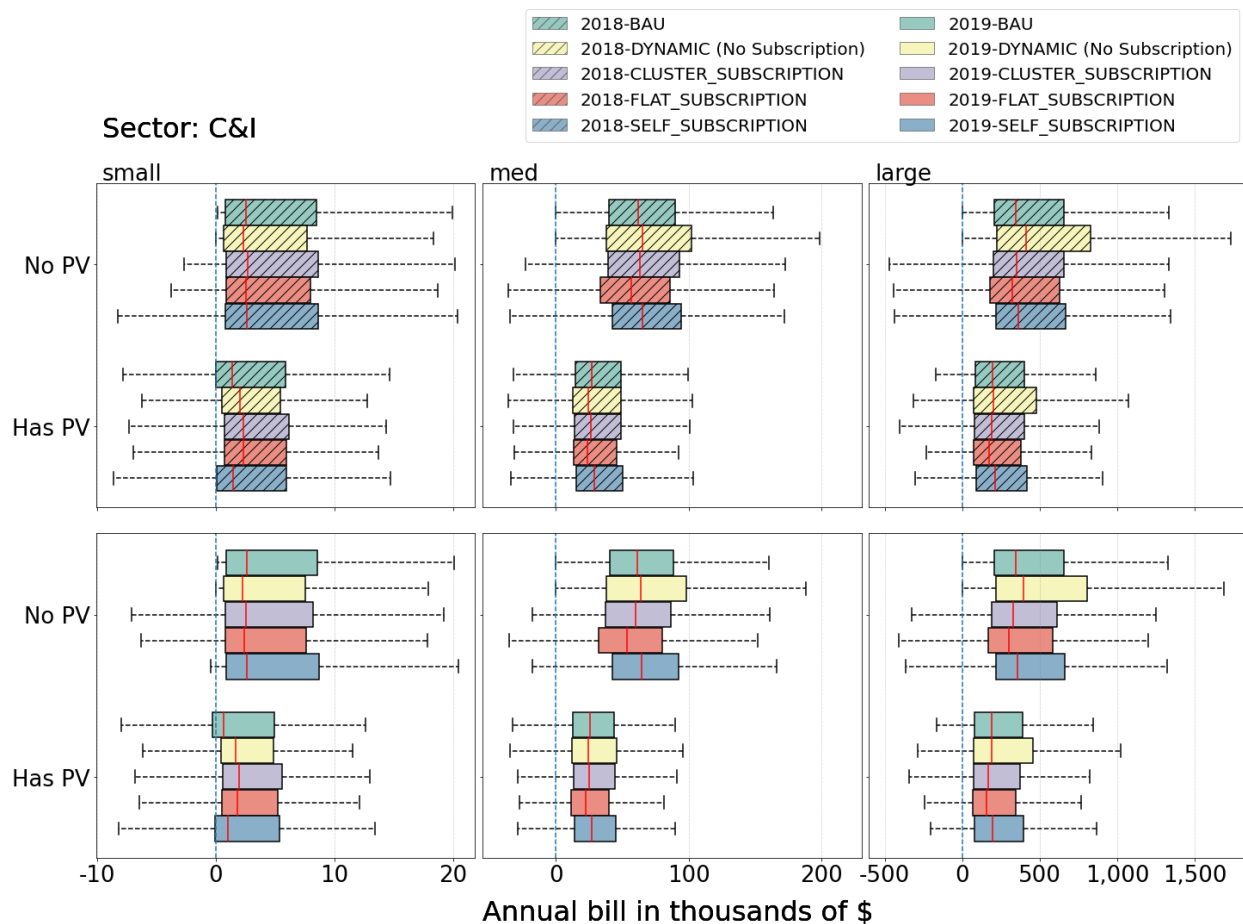 2018-BAU 2019-BAU
2018-DYNAMIC (No Subscription) 2019-DYNAMIC (No Subscription)
2018-CLUSTER_SUBSCRIPTION 2019-CLUSTER_SUBSCRIPTION
2018-FLAT_SUBSCRIPTION 2019-FLAT_SUBSCRIPTION
2018-SELF_SUBSCRIPTION 2019-SELF_SUBSCRIPTION
Sector: C&I
small med large
No PV
Has PV
No PV
Has PV
-10 0 10 20 0 100 200 -500 0 500 1,000 1,500
Annual bill in thousands of $